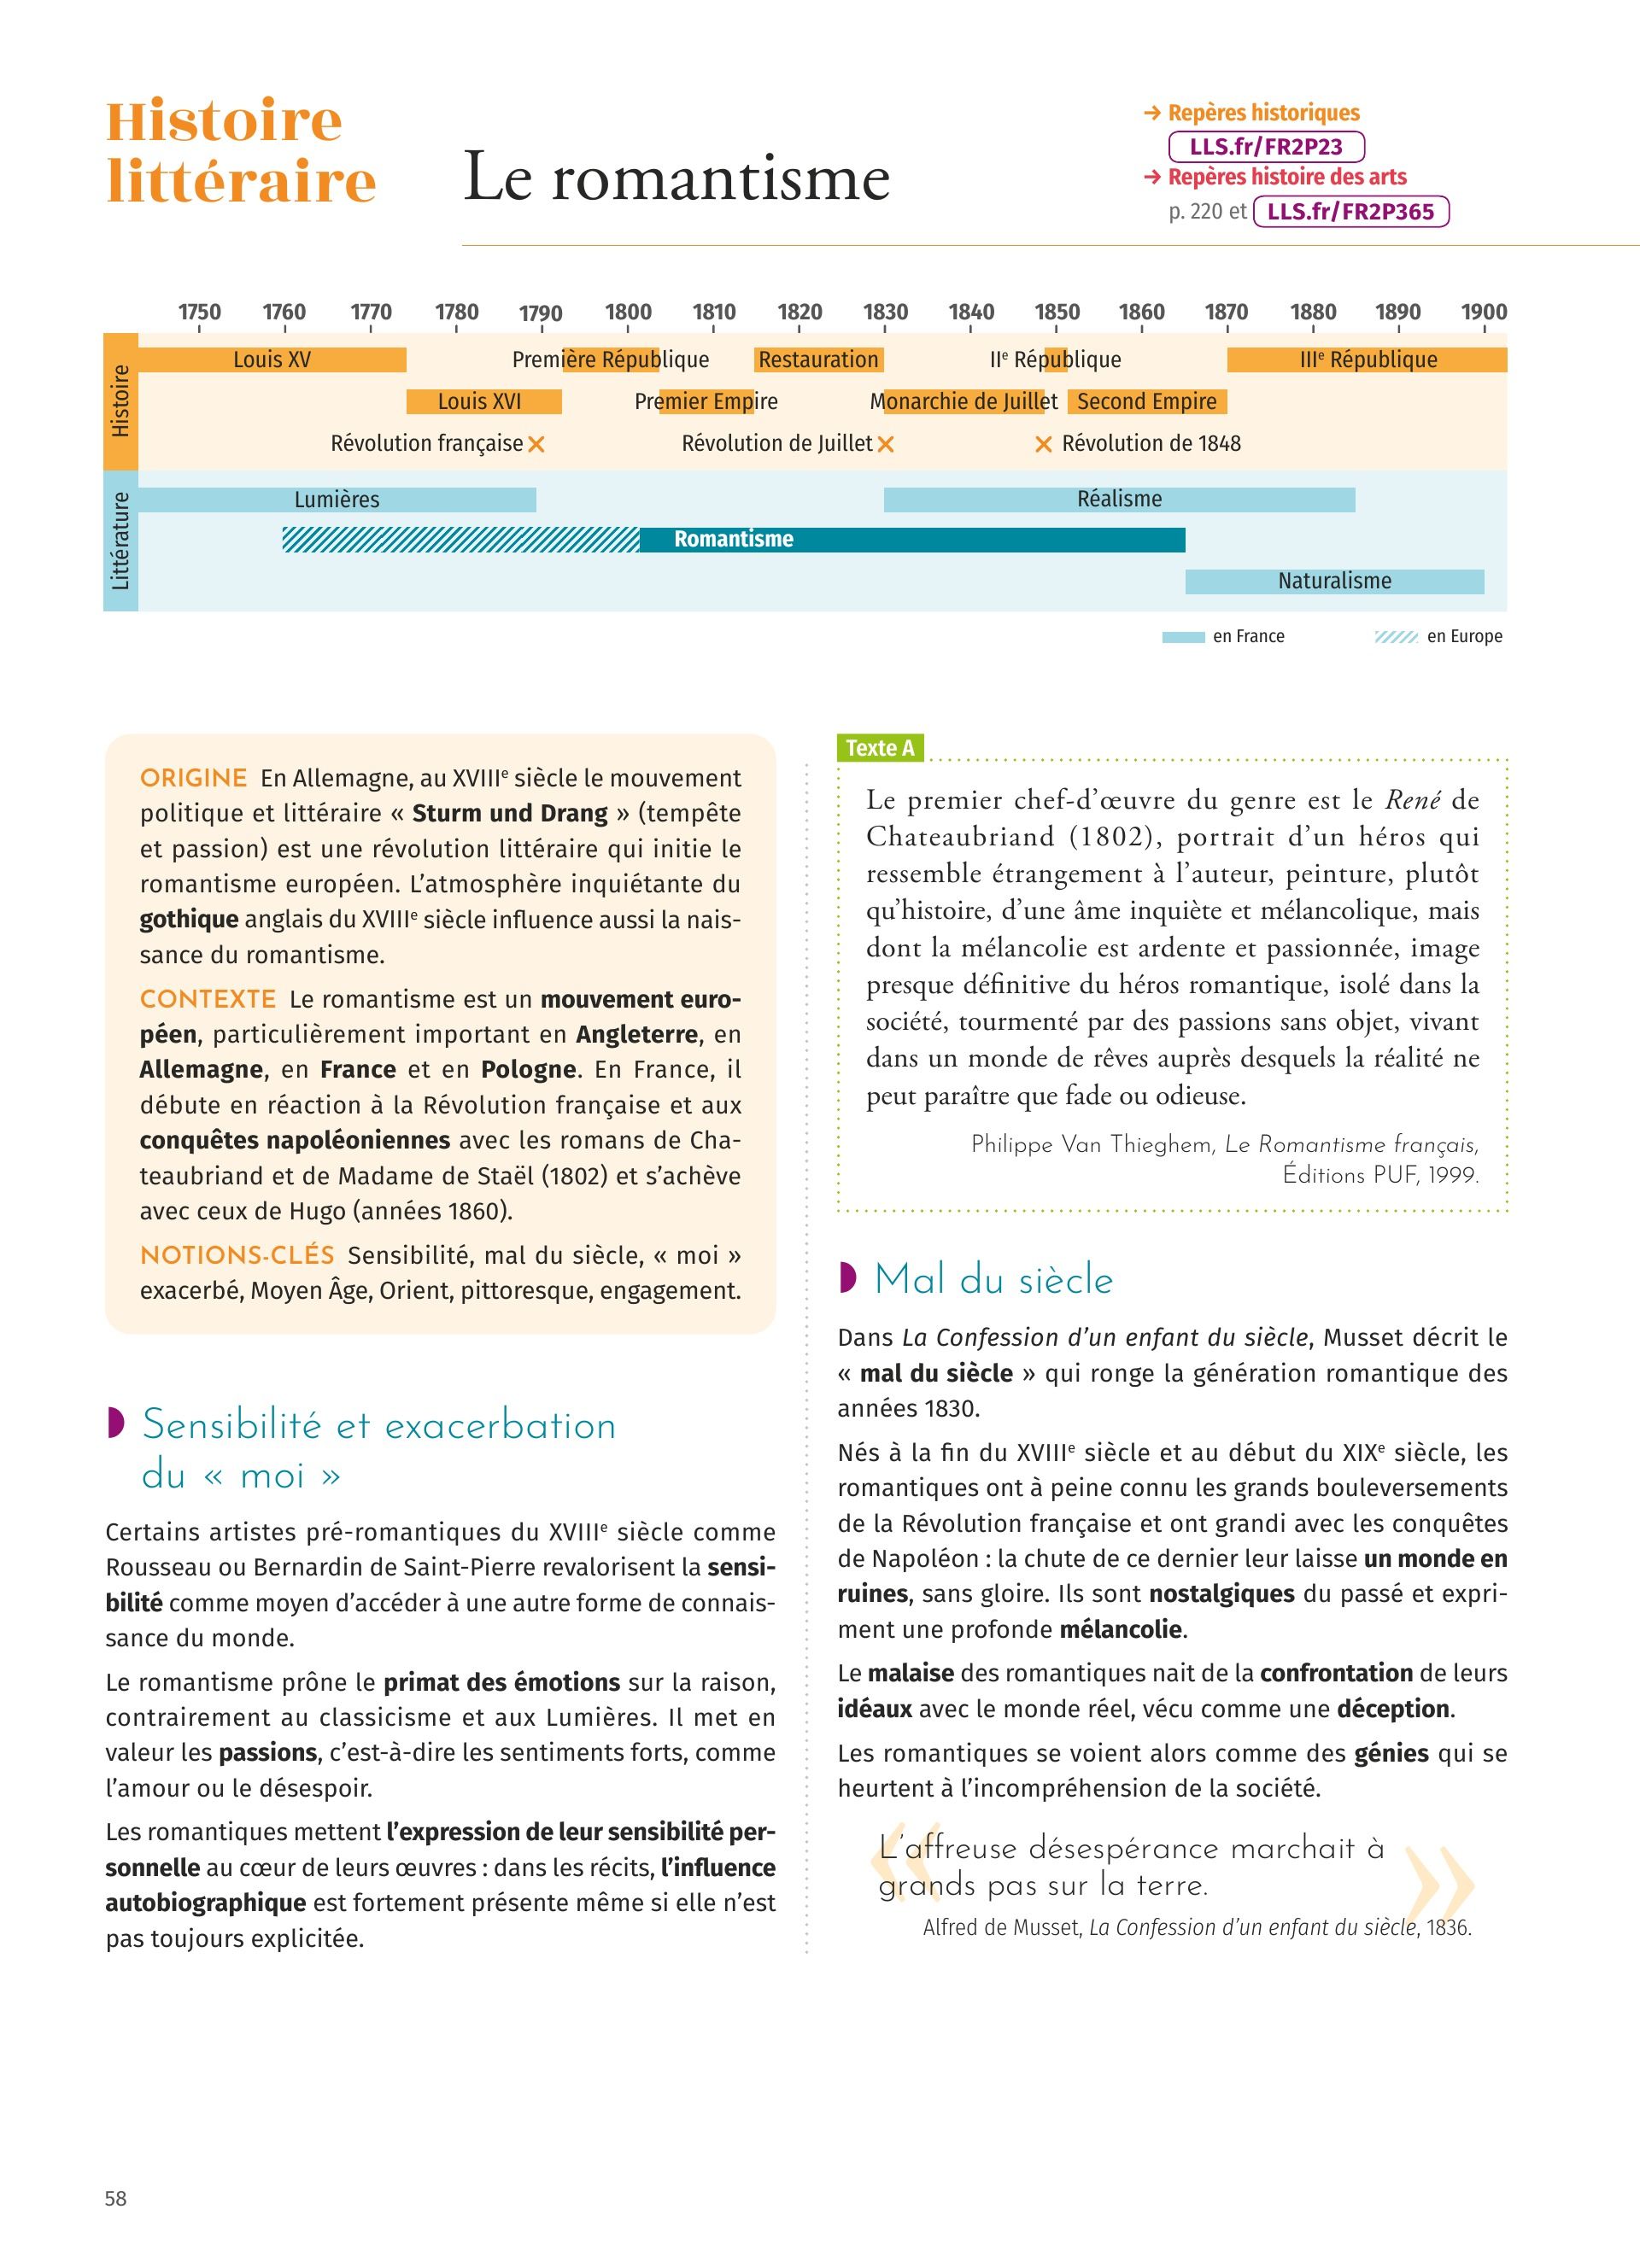 Histoire
littéraire
Le romantisme
→ Repères historiques
LLS.fr/FR2P23
→ Repères histoire des arts
p. 220 et LLS.fr/FR2P365
1750 1760 1770 1780 1790 1800 1810 1820 1830 1840 1850 1860 1870 1880 1890 1900
Histoire
Louis XV Première République Restauration IIe République IIIe République
Louis XVI Premier Empire Monarchie de Juillet Second Empire
Révolution française Révolution de Juillet Révolution de 1848
Littérature
Lumières Réalisme
Romantisme
Naturalisme
en France en Europe
ORIGINE En Allemagne, au XVIIIe siècle le mouvement
politique et littéraire « Sturm und Drang » (tempête
et passion) est une révolution littéraire qui initie le
romantisme européen. L’atmosphère inquiétante du
gothique anglais du XVIIIe siècle influence aussi la nais-
sance du romantisme.
CONTEXTE Le romantisme est un mouvement euro-
péen, particulièrement important en Angleterre, en
Allemagne, en France et en Pologne. En France, il
débute en réaction à la Révolution française et aux
conquêtes napoléoniennes avec les romans de Cha-
teaubriand et de Madame de Staël (1802) et s’achève
avec ceux de Hugo (années 1860).
NOTIONS-CLÉS Sensibilité, mal du siècle, « moi »
exacerbé, Moyen Âge, Orient, pittoresque, engagement.
Sensibilité et exacerbation
du « moi »
Certains artistes pré-romantiques du XVIIIe siècle comme
Rousseau ou Bernardin de Saint-Pierre revalorisent la sensi-
bilité comme moyen d’accéder à une autre forme de connais-
sance du monde.
Le romantisme prône le primat des émotions sur la raison,
contrairement au classicisme et aux Lumières. Il met en
valeur les passions, c’est-à-dire les sentiments forts, comme
l’amour ou le désespoir.
Les romantiques mettent l’expression de leur sensibilité per-
sonnelle au cœur de leurs œuvres : dans les récits, l’influence
autobiographique est fortement présente même si elle n’est
pas toujours explicitée.
Texte A
Le premier chef-d’œuvre du genre est le René de
Chateaubriand (1802), portrait d’un héros qui
ressemble étrangement à l’auteur, peinture, plutôt
qu’histoire, d’une âme inquiète et mélancolique, mais
dont la mélancolie est ardente et passionnée, image
presque définitive du héros romantique, isolé dans la
société, tourmenté par des passions sans objet, vivant
dans un monde de rêves auprès desquels la réalité ne
peut paraître que fade ou odieuse.
Philippe Van Thieghem, Le Romantisme français,
Éditions PUF, 1999.
Mal du siècle
Dans La Confession d’un enfant du siècle, Musset décrit le
« mal du siècle » qui ronge la génération romantique des
années 1830.
Nés à la fin du XVIIIe siècle et au début du XIXe siècle, les
romantiques ont à peine connu les grands bouleversements
de la Révolution française et ont grandi avec les conquêtes
de Napoléon : la chute de ce dernier leur laisse un monde en
ruines, sans gloire. Ils sont nostalgiques du passé et expri-
ment une profonde mélancolie.
Le malaise des romantiques nait de la confrontation de leurs
idéaux avec le monde réel, vécu comme une déception.
Les romantiques se voient alors comme des génies qui se
heurtent à l’incompréhension de la société.
« L’affreuse désespérance marchait à
grands pas sur la terre. »
Alfred de Musset, La Confession d’un enfant du siècle, 1836.
58